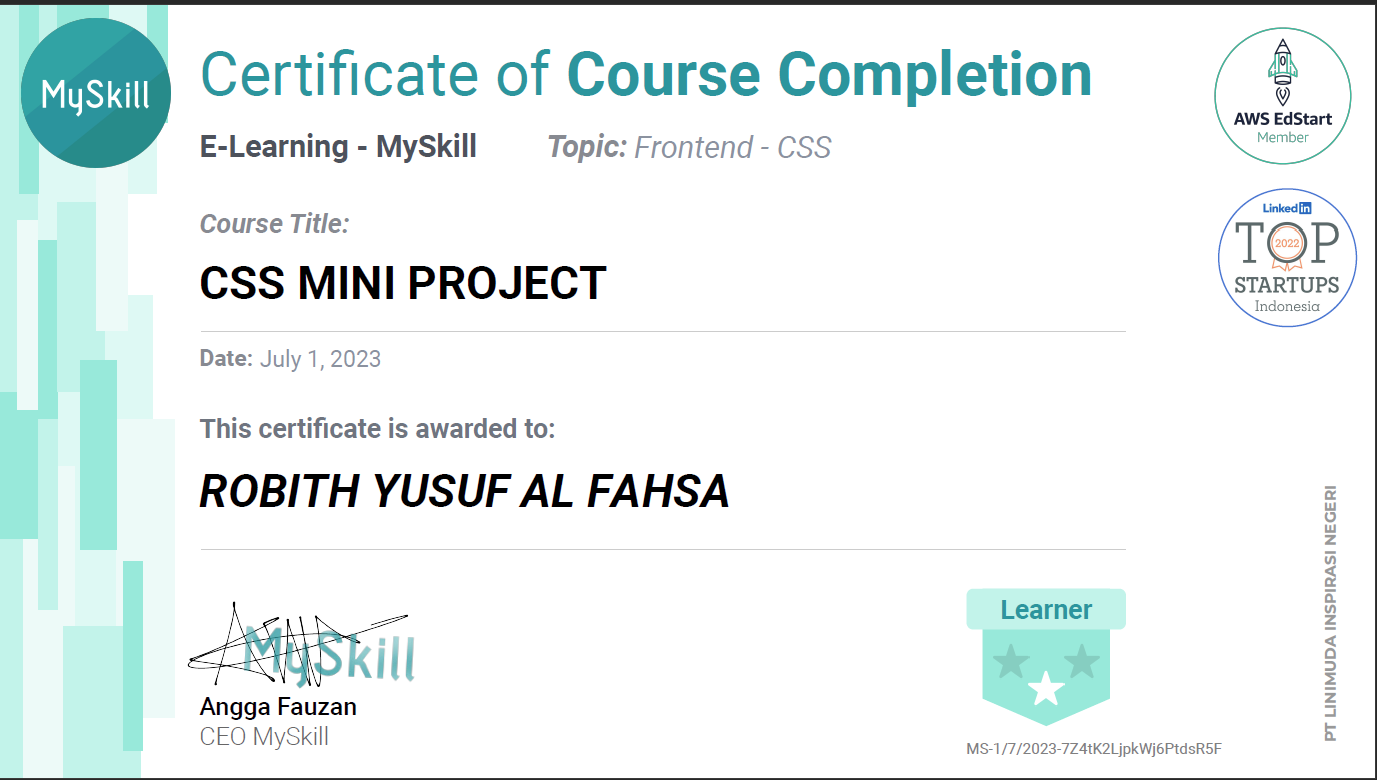 MySkill
Certificate of Course Completion
E-Learning - MySkill
Topic: Frontend - CSS
AWS EdStart
Member
Course Title:
CSS MINI PROJECT
LinkedIn
TOP
2022
STARTUPS
Indonesia
Date: July 1, 2023
This certificate is awarded to:
ROBITH YUSUF AL FAHSA
MySkill
Angga Fauzan
CEO MySkill
Learner
MS-1/7/2023-7Z4tK2LjpkWj6PtdsR5F
PT LINIMUDA INSPIRASI NEGERI